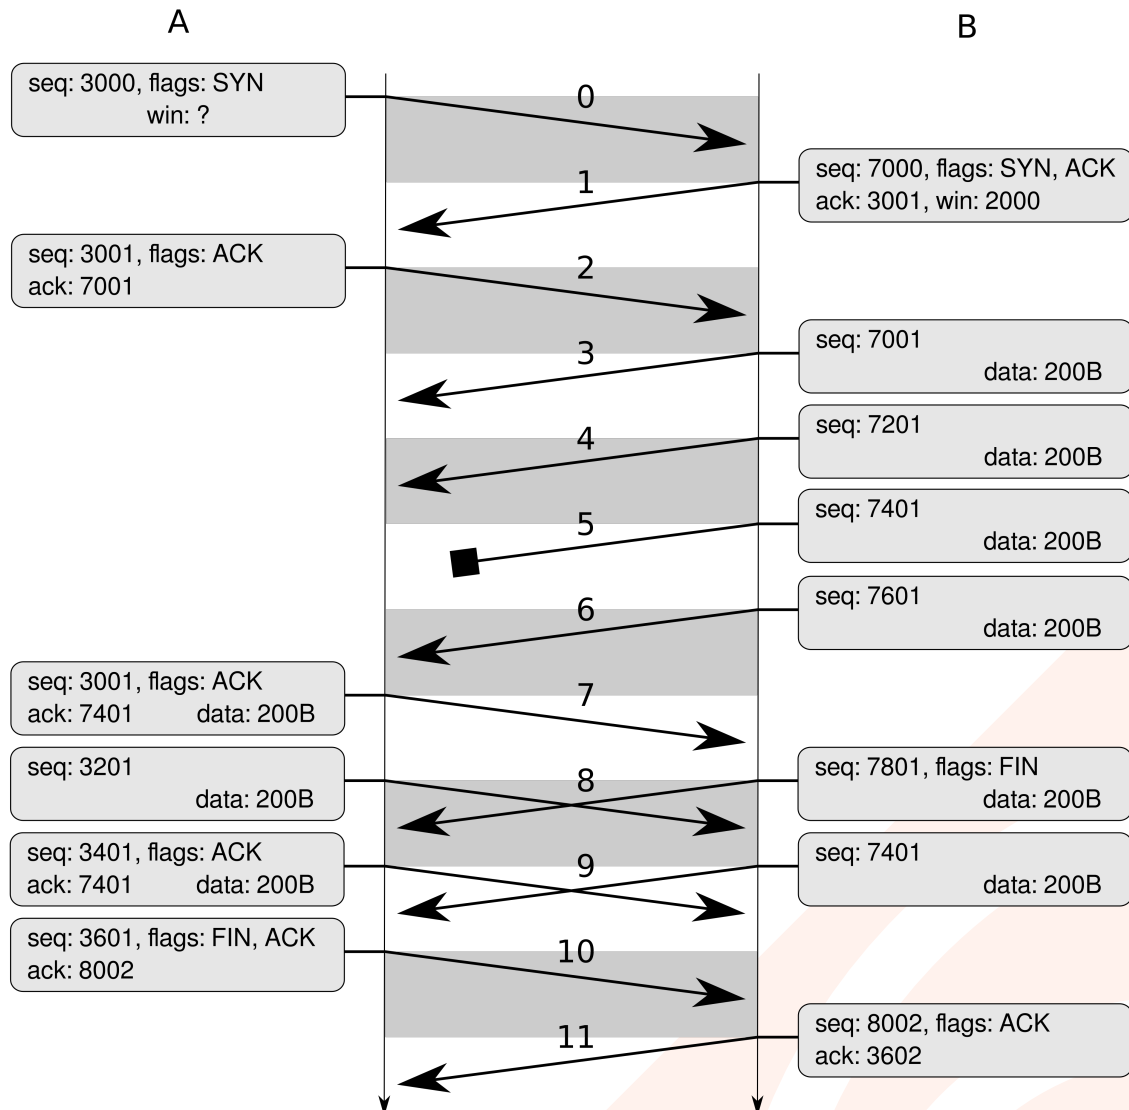 A
B
seq: 3000, flags: SYN
win: ?
0
seq: 7000, flags: SYN, ACK
ack: 3001, win: 2000
1
seq: 3001, flags: ACK
ack: 7001
2
seq: 7001
data: 200B
3
seq: 7201
data: 200B
4
seq: 7401
data: 200B
5
seq: 7601
data: 200B
6
seq: 3001, flags: ACK
ack: 7401 data: 200B
7
seq: 3201
data: 200B
8
seq: 7801, flags: FIN
data: 200B
seq: 3401, flags: ACK
ack: 7401 data: 200B
9
seq: 7401
data: 200B
seq: 3601, flags: FIN, ACK
ack: 8002
10
seq: 8002, flags: ACK
ack: 3602
11